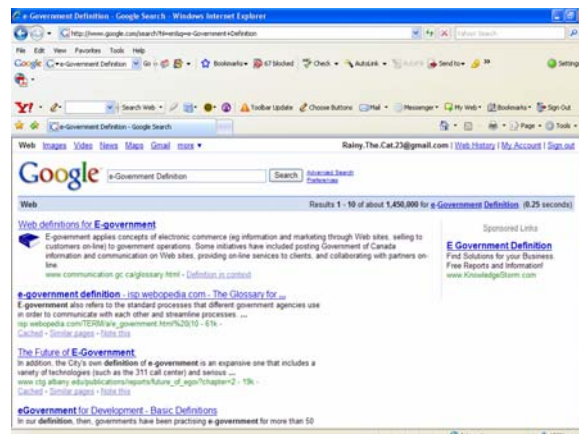 e-Government Definition - Google Search - Windows Internet Explorer
File Edit View Favorites Tools Help
Google e-Government Definition Go Bookmarks 67 blocked Check AutoLink Send to Setting
Y! Search Web Toolbar Update Choose Buttons Mail Messenger My Web Bookmarks Sign Out
e-Government Definition - Google Search Page Tools
Web Images Video News Maps Gmail more Rainy.The.Cat.23@gmail.com | Web History | My Account | Sign out
Google e-Government Definition Search Advanced Search
Preferences
Web Results 1 - 10 of about 1,450,000 for e-Government Definition. (0.25 seconds)
Web definitions for E-government
E-government applies concepts of electronic commerce (eg information and marketing through Web sites, selling to
customers on-line) to government operations. Some initiatives have included posting Government of Canada
information and communication on Web sites, providing on-line services to clients, and collaborating with partners on-
line.
www.communication.gc.ca/glossary.html - Definition in context
Sponsored Links
E Government Definition
Find Solutions for your Business.
Free Reports and Information!
www.KnowledgeStorm.com
e-government definition - isp.webopedia.com - The Glossary for ...
E-government also refers to the standard processes that different government agencies use
in order to communicate with each other and streamline processes. ...
isp.webopedia.com/TERM/a/e_government.html%20(10 - 61k -
Cached - Similar pages - Note this
The Future of E-Government
In addition, the City's own definition of e-government is an expansive one that includes a
variety of technologies (such as the 311 call center) and serious ...
www.ctg.albany.edu/publications/reports/future_of_egov?chapter=2 - 19k -
Cached - Similar pages - Note this
eGovernment for Development - Basic Definitions
In our definition, then, governments have been practising e-government for more than 50